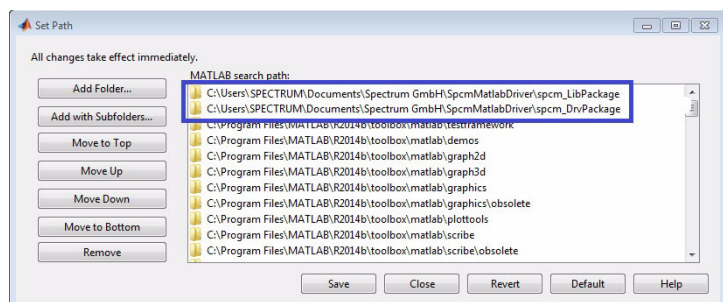 Set Path
All changes take effect immediately.
MATLAB search path:
Add Folder...
Add with Subfolders...
Move to Top
Move Up
Move Down
Move to Bottom
Remove
C:\Users\SPECTRUM\Documents\Spectrum GmbH\SpcmMatlabDriver\spcm_LibPackage
C:\Users\SPECTRUM\Documents\Spectrum GmbH\SpcmMatlabDriver\spcm_DrvPackage
C:\Program Files\MATLAB\R2014b\toolbox\matlab\testframework
C:\Program Files\MATLAB\R2014b\toolbox\matlab\demos
C:\Program Files\MATLAB\R2014b\toolbox\matlab\graph2d
C:\Program Files\MATLAB\R2014b\toolbox\matlab\graph3d
C:\Program Files\MATLAB\R2014b\toolbox\matlab\graphics
C:\Program Files\MATLAB\R2014b\toolbox\matlab\graphics\obsolete
C:\Program Files\MATLAB\R2014b\toolbox\matlab\plottools
C:\Program Files\MATLAB\R2014b\toolbox\matlab\scribe
C:\Program Files\MATLAB\R2014b\toolbox\matlab\scribe\obsolete
Save
Close
Revert
Default
Help